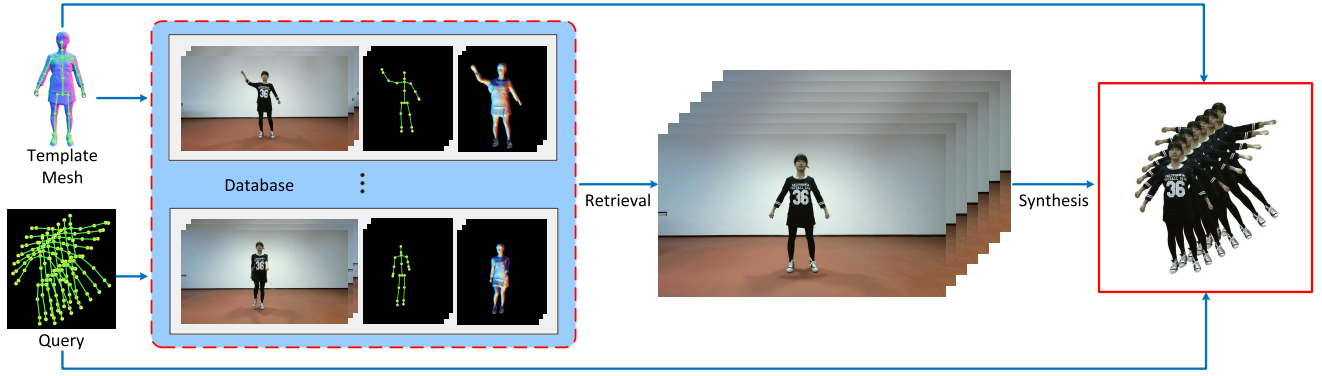 Template
Mesh
Query
36
Database
36
Retrieval
36
Synthesis
36